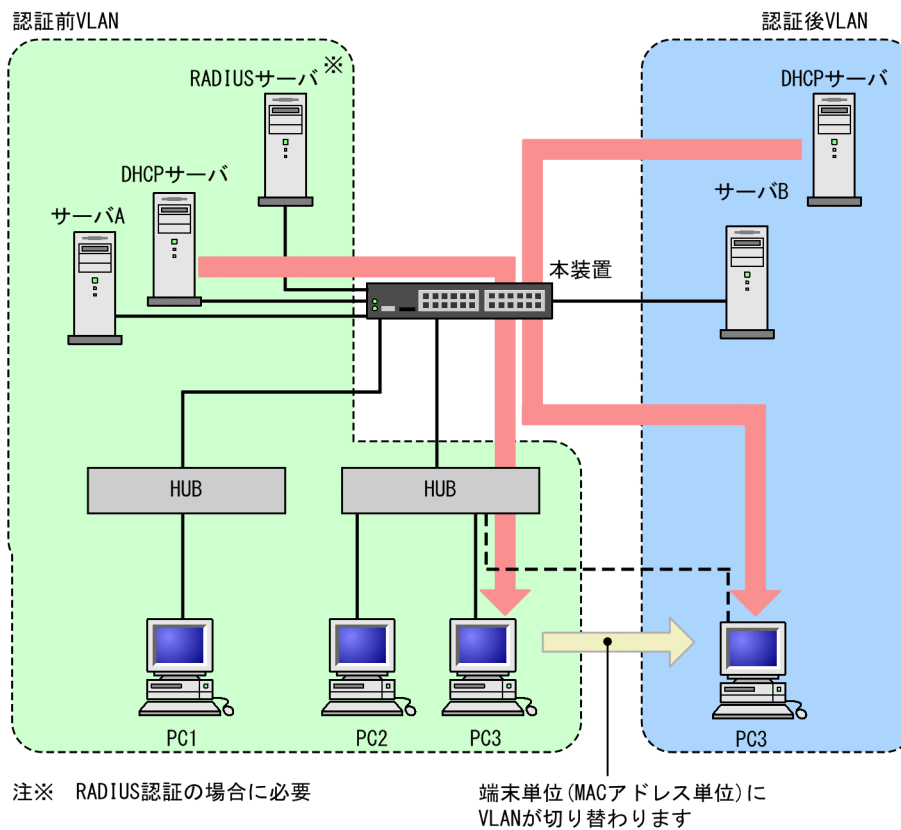 認証前VLAN
認証後VLAN
RADIUSサーバ※
DHCPサーバ
DHCPサーバ
サーバA
サーバB
本装置
HUB
HUB
PC1
PC2
PC3
PC3
注※ RADIUS認証の場合に必要
端末単位(MACアドレス単位)に
VLANが切り替わります